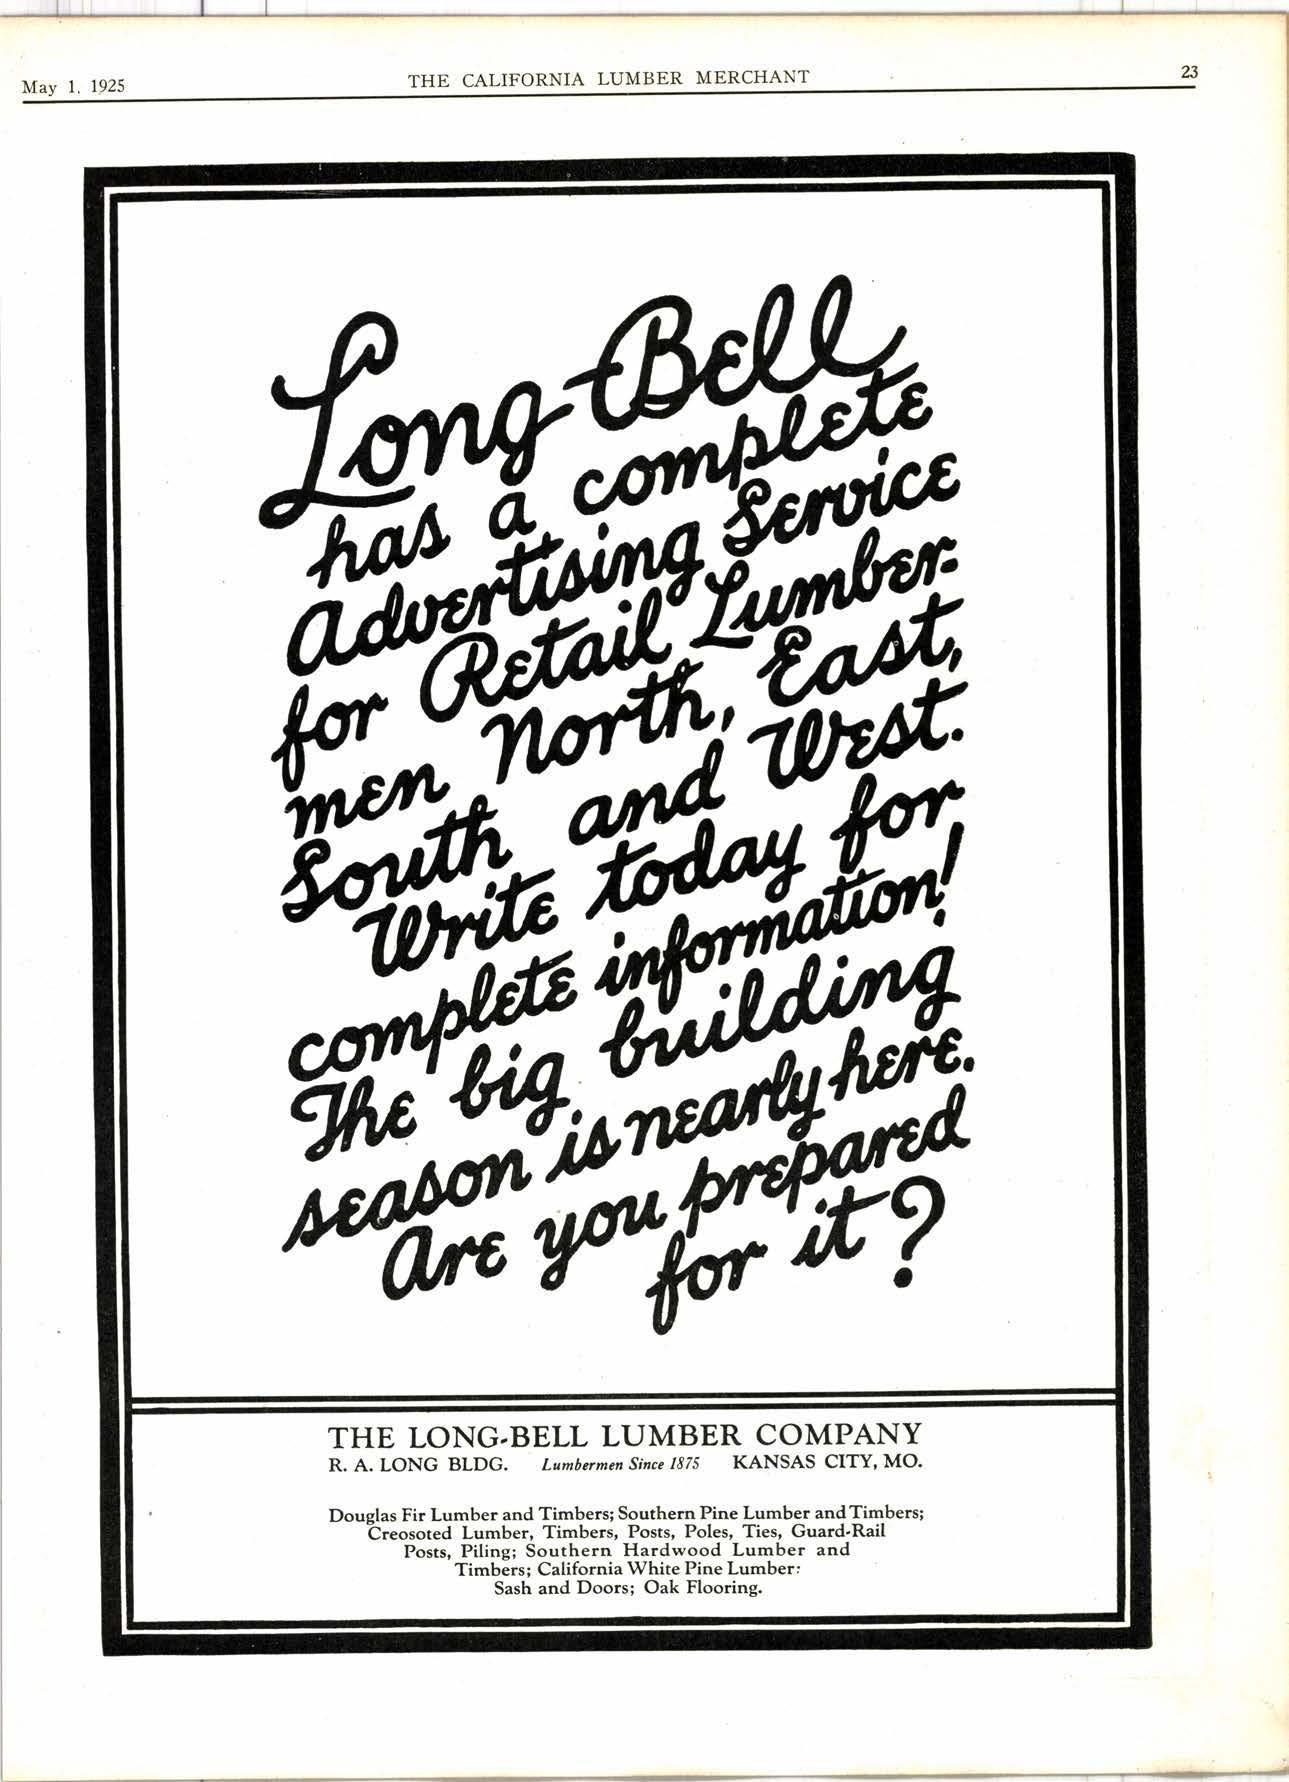 May 1, 1925
THE CALIFORNIA LUMBER MERCHANT
23
Long-Bell
has a complete
Advertising Service
for Retail Lumber-
men North, East,
South and West.
Write today for
complete information!
The big building
season is nearly here.
Are you prepared
for it?
THE LONG-BELL LUMBER COMPANY
R. A. LONG BLDG. Lumbermen Since 1875 KANSAS CITY, MO.
Douglas Fir Lumber and Timbers; Southern Pine Lumber and Timbers;
Creosoted Lumber, Timbers, Posts, Poles, Ties, Guard-Rail
Posts, Piling; Southern Hardwood Lumber and
Timbers; California White Pine Lumber:
Sash and Doors; Oak Flooring.